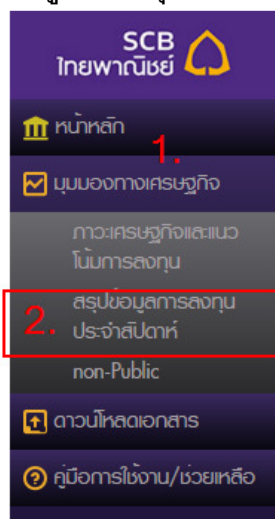 SCB
ไทยพาณิชย์
หน้าหลัก
1.
มุมมองทางเศรษฐกิจ
ภาวะเศรษฐกิจและแนว
โน้มการลงทุน
2. สรุปข้อมูลการลงทุน
ประจำสัปดาห์
non-Public
ดาวน์โหลดเอกสาร
คู่มือการใช้งาน/ช่วยเหลือ